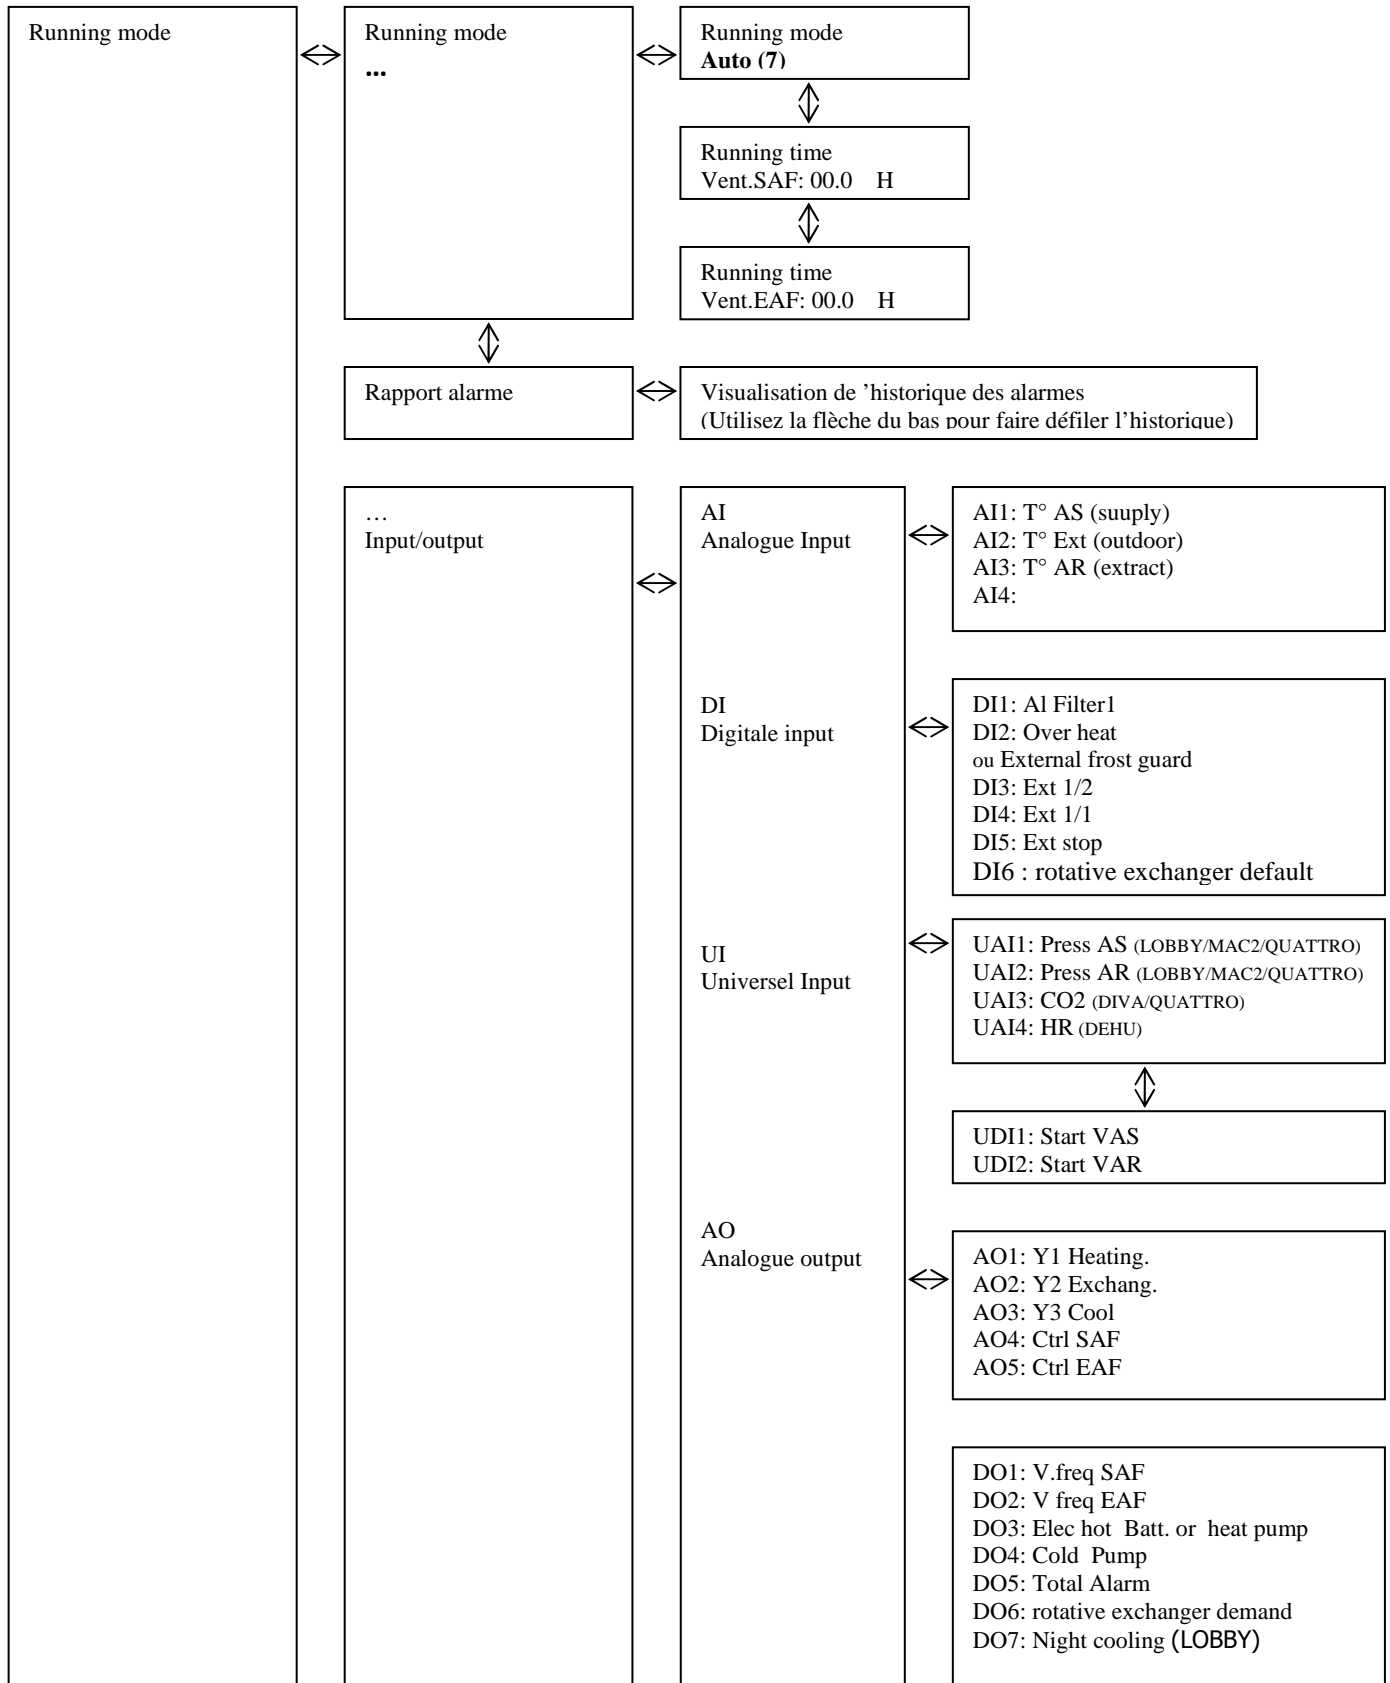 Running mode
Running mode
...
Running mode
Auto (7)
Running time
Vent.SAF: 00.0 H
Running time
Vent.EAF: 00.0 H
Rapport alarme
Visualisation de ’historique des alarmes
(Utilisez la flèche du bas pour faire défiler l’historique)
…
Input/output
AI
Analogue Input
AI1: T° AS (suuply)
AI2: T° Ext (outdoor)
AI3: T° AR (extract)
AI4:
DI
Digitale input
DI1: Al Filter1
DI2: Over heat
ou External frost guard
DI3: Ext 1/2
DI4: Ext 1/1
DI5: Ext stop
DI6 : rotative exchanger default
UI
Universel Input
UAI1: Press AS (LOBBY/MAC2/QUATTRO)
UAI2: Press AR (LOBBY/MAC2/QUATTRO)
UAI3: CO2 (DIVA/QUATTRO)
UAI4: HR (DEHU)
UDI1: Start VAS
UDI2: Start VAR
AO
Analogue output
AO1: Y1 Heating.
AO2: Y2 Exchang.
AO3: Y3 Cool
AO4: Ctrl SAF
AO5: Ctrl EAF
DO1: V.freq SAF
DO2: V freq EAF
DO3: Elec hot Batt. or heat pump
DO4: Cold Pump
DO5: Total Alarm
DO6: rotative exchanger demand
DO7: Night cooling (LOBBY)